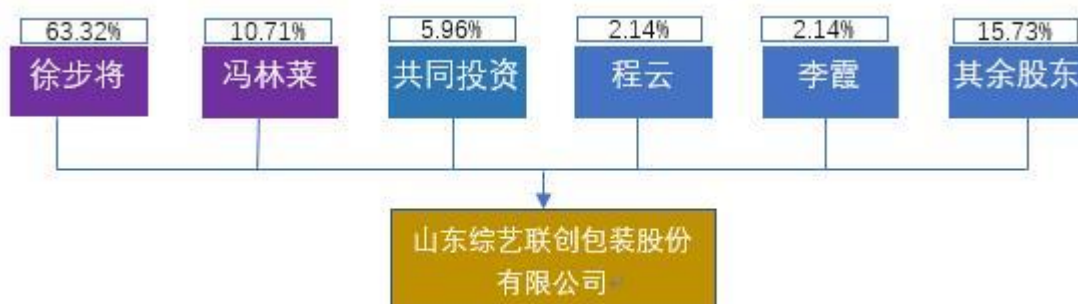 63.32% 10.71% 5.96% 2.14% 2.14% 15.73%
徐步将 冯林菜 共同投资 程云 李霞 其余股东
山东综艺联创包装股份
有限公司